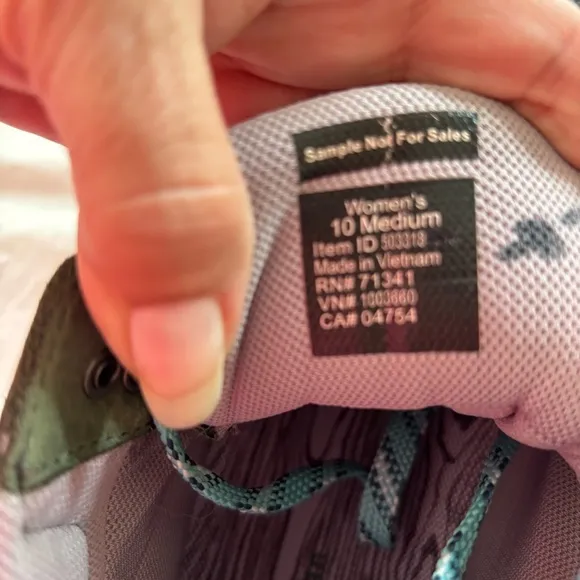 Sample Not For Sales
Women's
10 Medium
Item ID 503318
Made in Vietnam
RN# 71341
VN# 1003660
CA# 04754